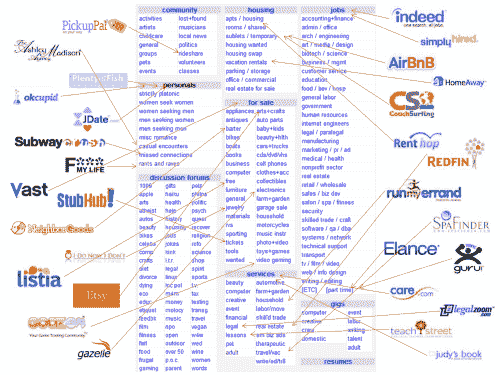 PickupPal
Ashley Madison
PlentyofFish
okcupid
JDate
Subway
F MY LIFE
Vast
StubHub!
NeighborGoods
I Do Now I Don't
listia
Etsy
gazelle
community
activities lost+found
artists musicians
childcare local news
general politics
groups rideshare
pets volunteers
events classes
personals
strictly platonic
women seek women
women seeking men
men seeking women
men seeking men
misc romance
casual encounters
missed connections
rants and raves
discussion forums
1099 gifts pets
apple haiku philos
arts health politic
atheist help psych
autos history queer
beauty housing recover
bikes jobs religion
celebs jokes rofo
comp kink science
crafts l.t.r. shop
diet legal spirit
divorce linux sports
dying loc pol t.v.
eco m4m tax
educ money testing
film npo vegan
fitness open wed
food over 50 wine
frugal p.o.c. women
gaming parent words
housing
apts / housing
rooms / shared
sublets / temporary
housing wanted
housing swap
vacation rentals
parking / storage
office / commercial
real estate for sale
for sale
appliances arts+crafts
antiques auto parts
barter baby+kids
bikes beauty+hlth
boats cars+trucks
books cds/dvd/vhs
business cell phones
computer clothes+acc
free collectibles
furniture electronics
general farm+garden
jewelry garage sale
materials household
rvs motorcycles
sporting music instr
tickets photo+video
tools toys+games
wanted video gaming
services
beauty automotive
computer farm+garden
creative household
event labor/move
financial skill'd trade
legal real estate
lessons sm biz ads
pet therapeutic
adult travel/vac
write/ed/tr8
jobs
accounting+finance
admin / office
arch / engineering
art / media / design
biotech / science
business / mgmt
customer service
education
food / bev / hosp
general labor
government
human resources
internet engineers
legal / paralegal
manufacturing
marketing / pr / ad
medical / health
nonprofit sector
real estate
retail / wholesale
sales / biz dev
salon / spa / fitness
security
skilled trade / craft
software / qa / dba
systems / network
technical support
transport
tv / film / video
web / info design
writing / editing
[ETC] [part time]
gigs
computer event
creative labor
crew writing
domestic talent
adult
resumes
indeed
one search. all jobs.
simply hired.
AirBnB
HomeAway
CouchSurfing
Rent hop
REDFIN
runmyerrand
SpaFinder
Elance
guru
care.com
legalzoom.com
teach street
judy's book